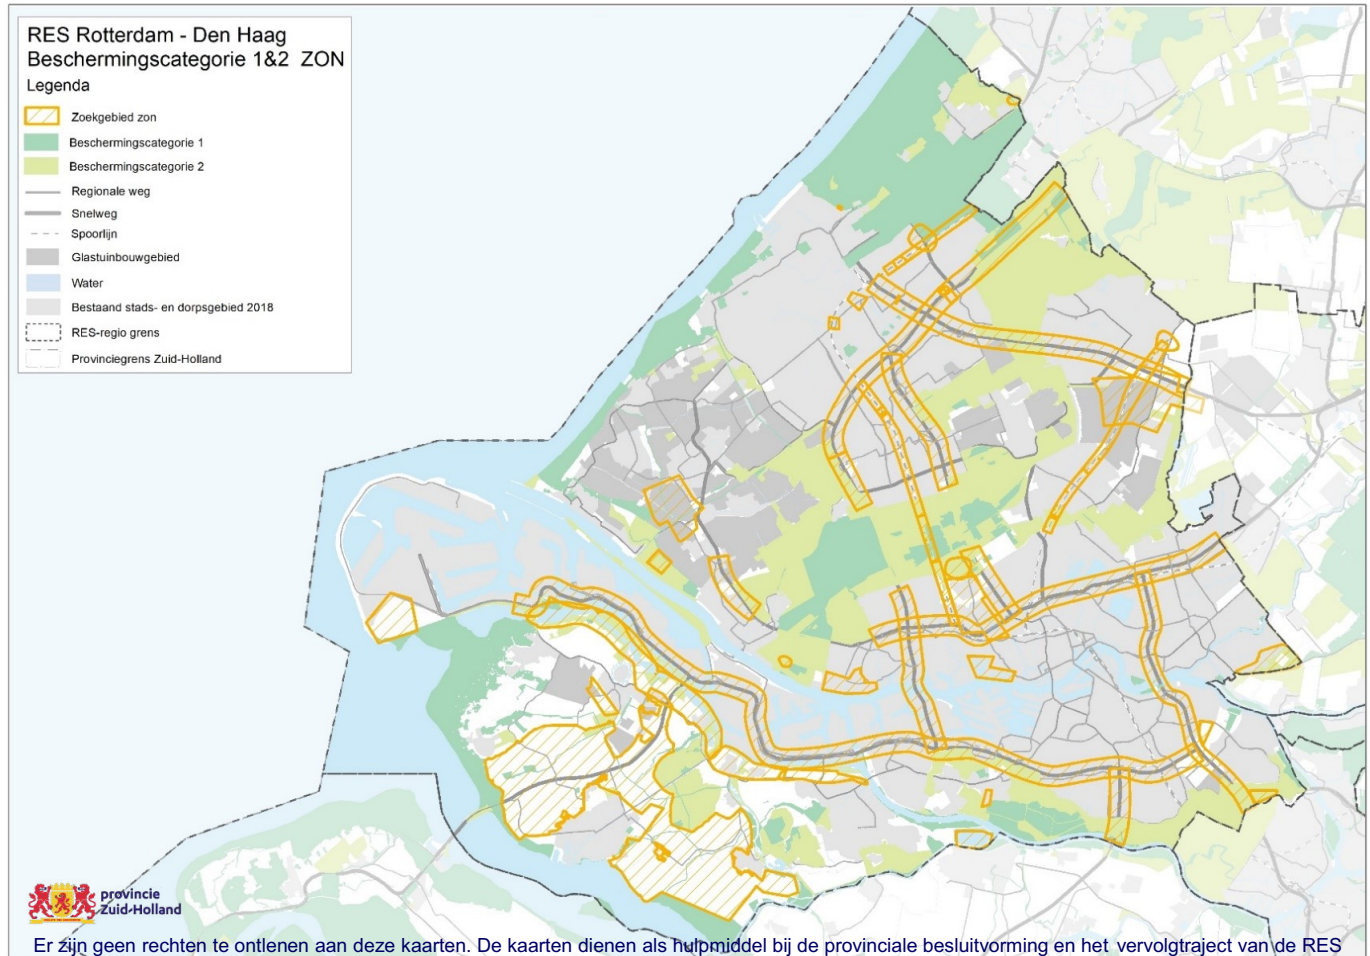 RES Rotterdam - Den Haag
Beschermingscategorie 1&2 ZON
Legenda
Zoekgebied zon
Beschermingscategorie 1
Beschermingscategorie 2
Regionale weg
Snelweg
Spoorlijn
Glastuinbouwgebied
Water
Bestaand stads- en dorpsgebied 2018
RES-regio grens
Provinciegrens Zuid-Holland
provincie
Zuid-Holland
Er zijn geen rechten te ontlenen aan deze kaarten. De kaarten dienen als hulpmiddel bij de provinciale besluitvorming en het vervolgtraject van de RES